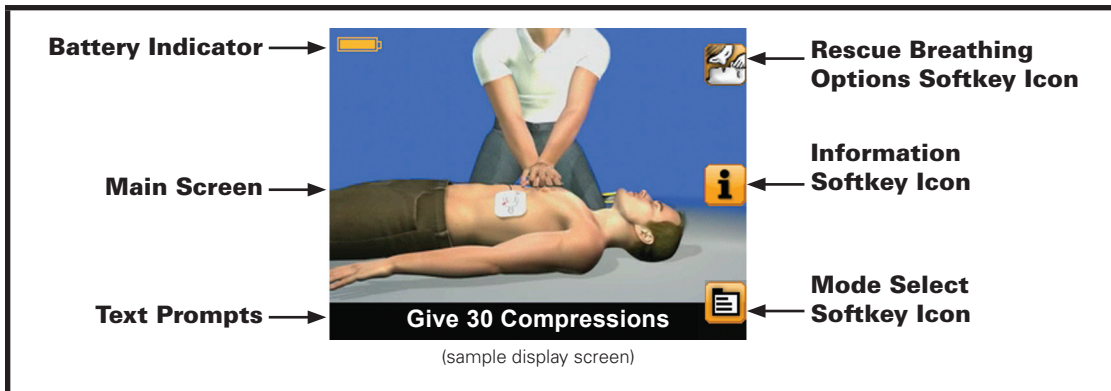 Battery Indicator
Main Screen
Text Prompts
Give 30 Compressions
(sample display screen)
Rescue Breathing
Options Softkey Icon
Information
Softkey Icon
i
Mode Select
Softkey Icon